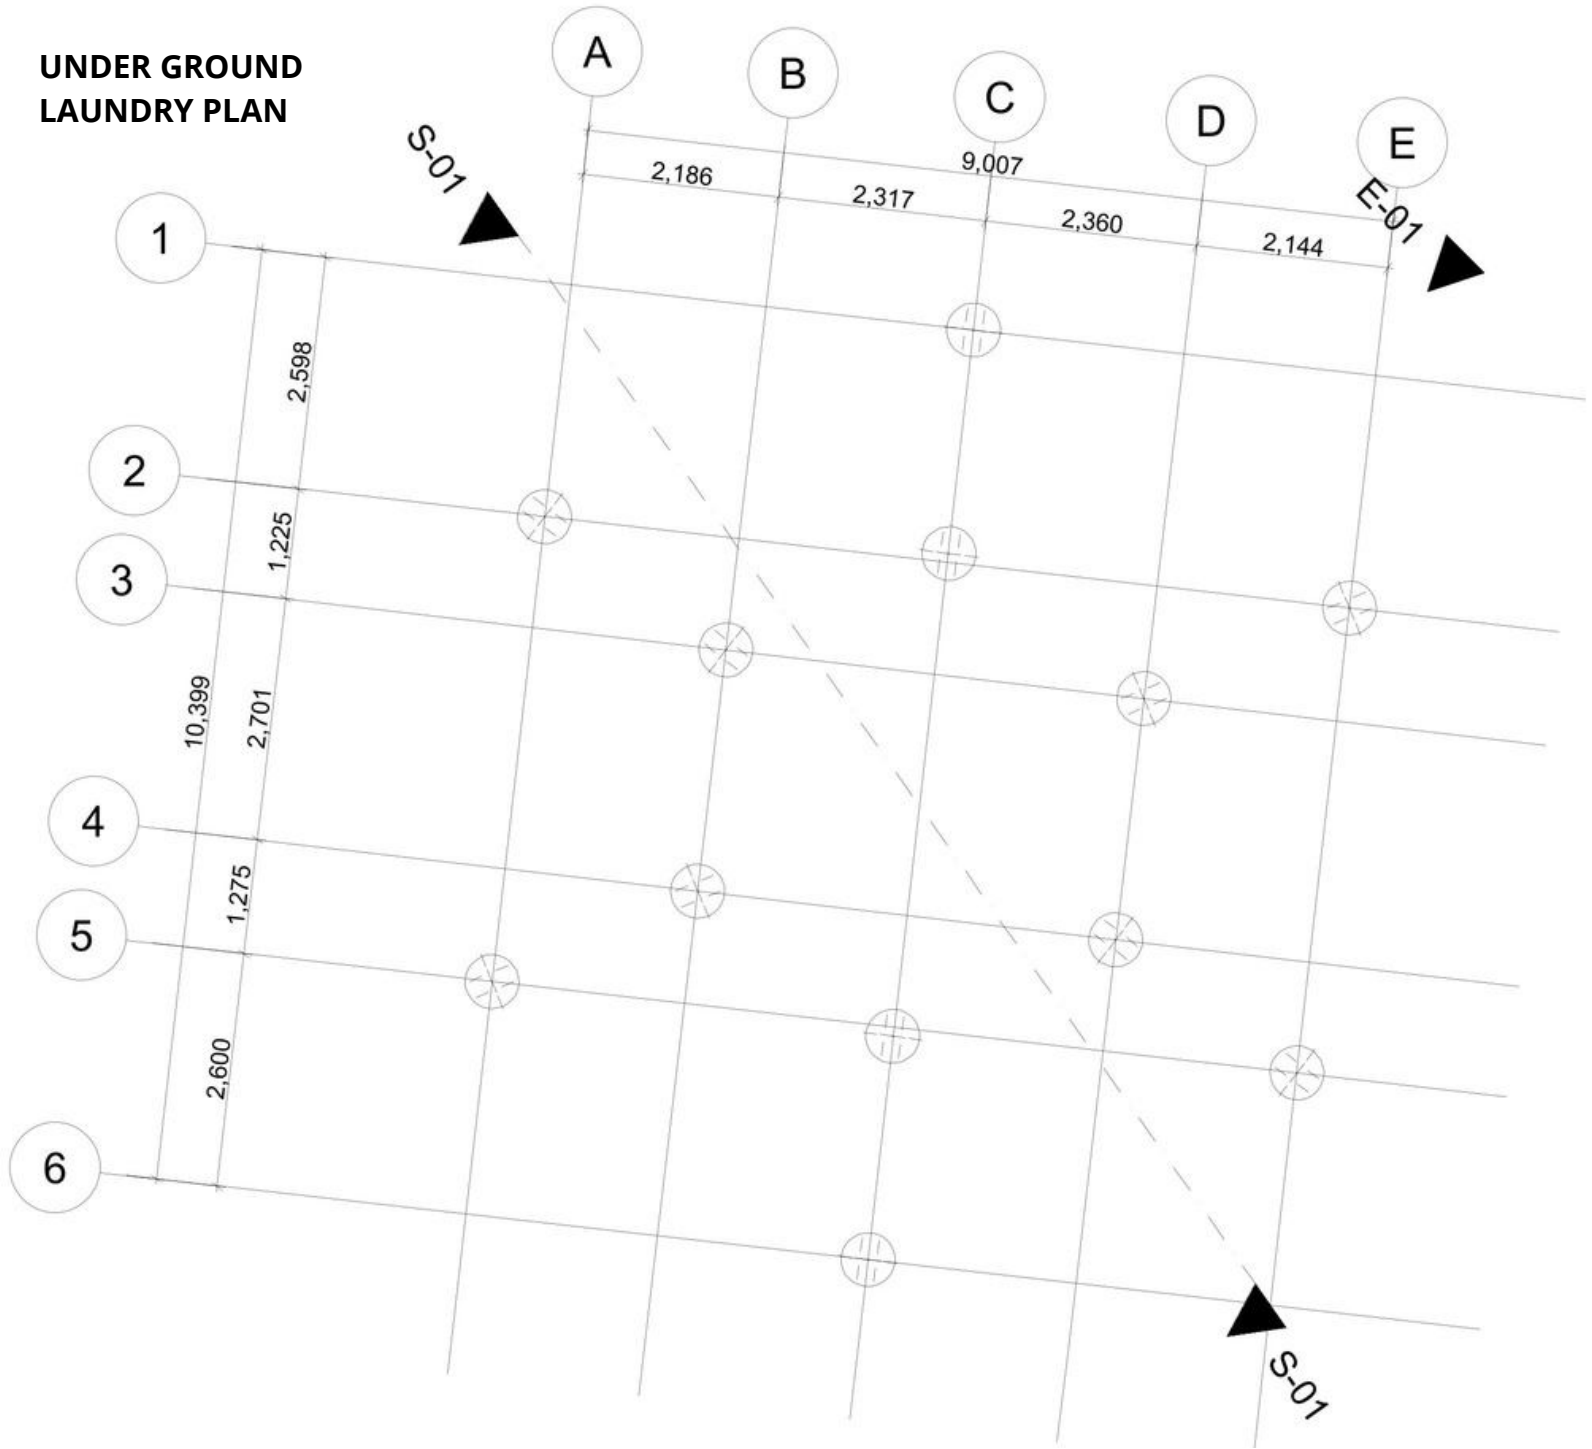 UNDER GROUND
LAUNDRY PLAN
A
B
C
D
E
S-01
9,007
2,186
2,317
2,360
2,144
E-01
1
2
3
4
5
6
2,598
1,225
2,701
10,399
1,275
2,600
S-01